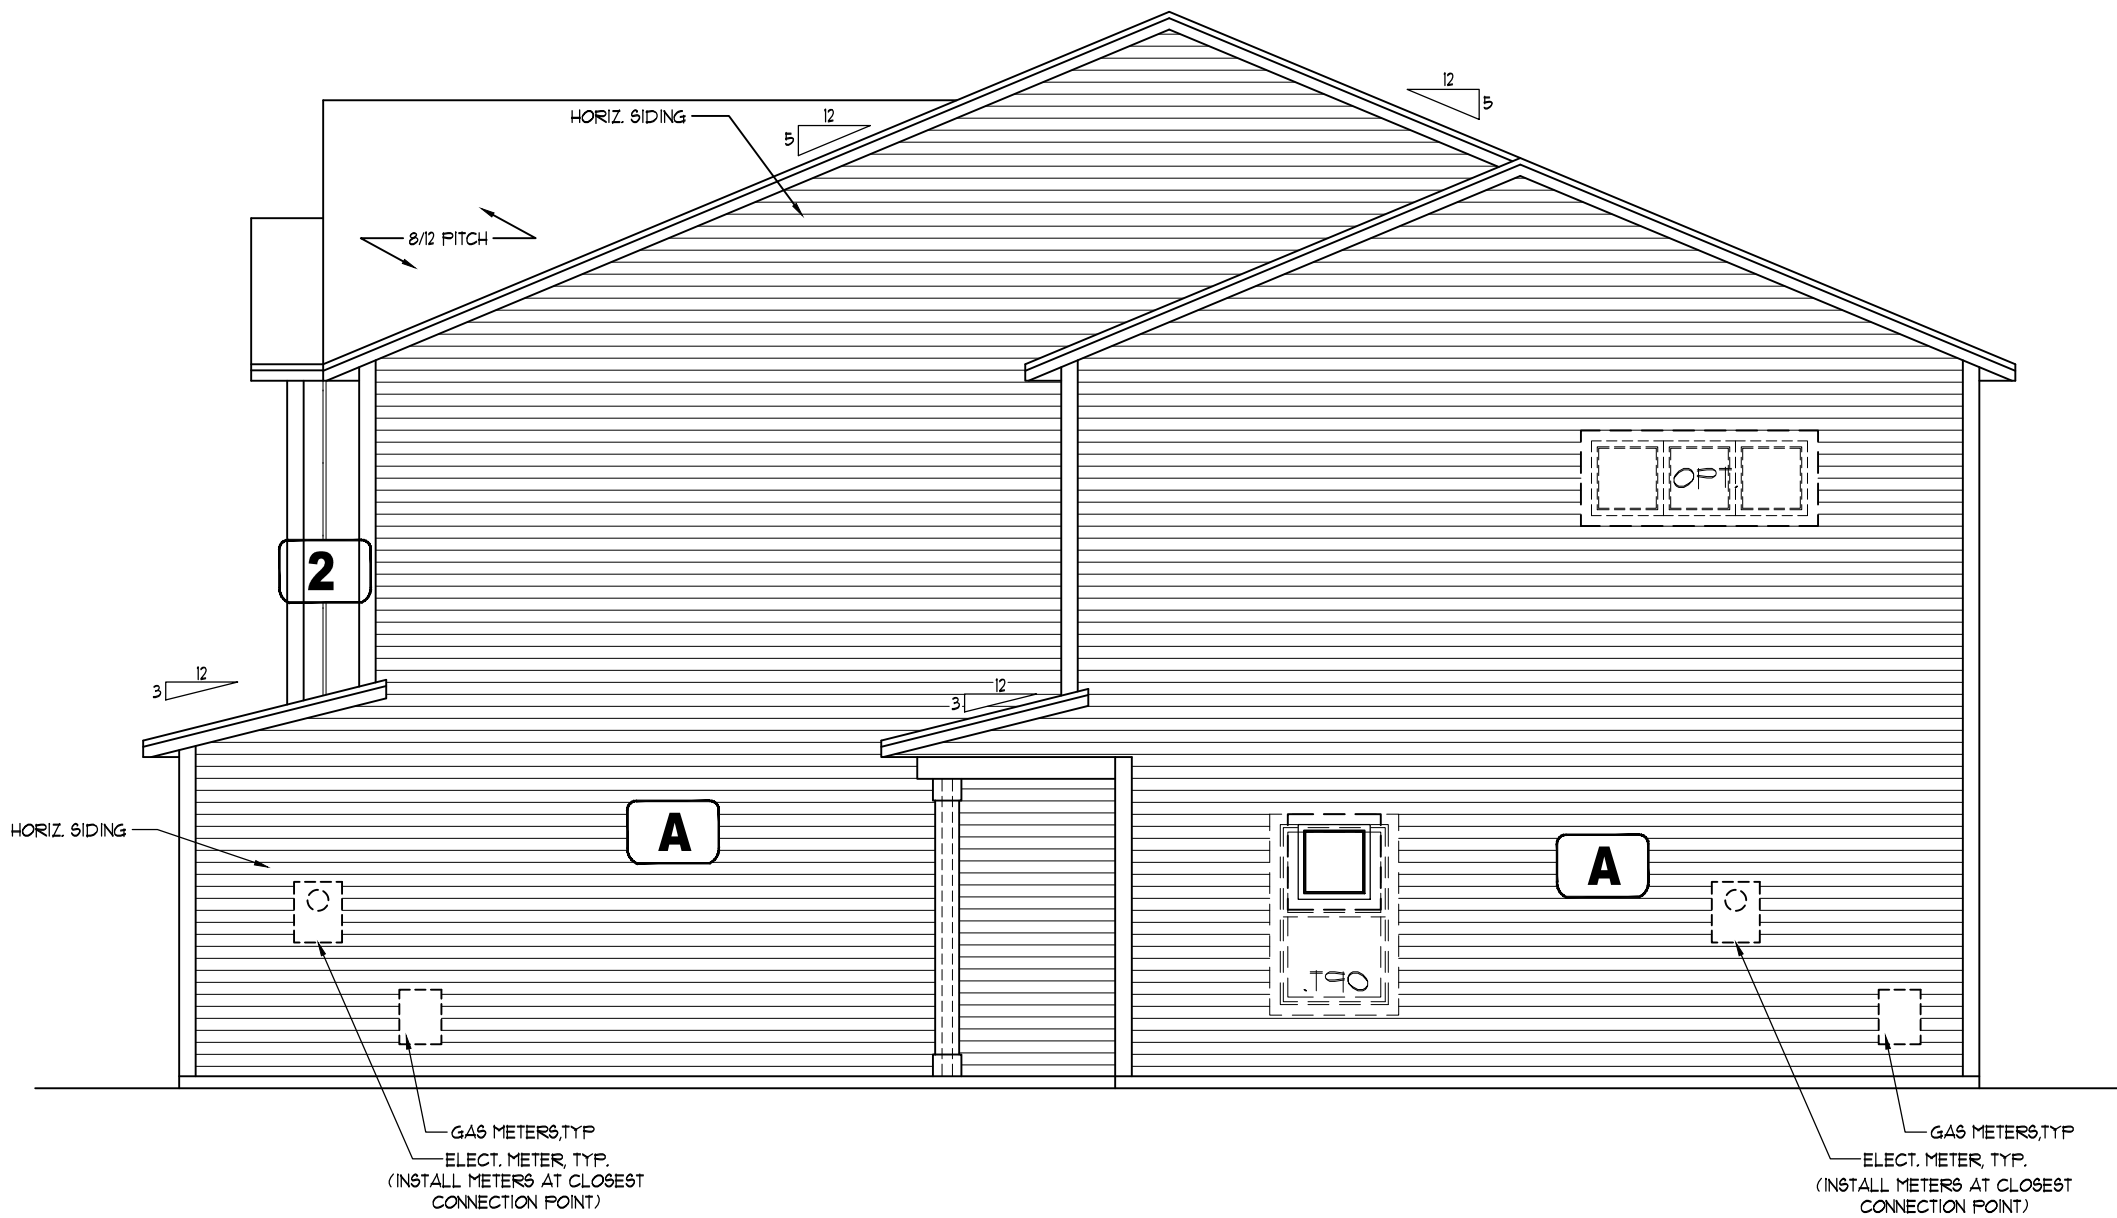 12
5
HORIZ. SIDING
12
5
8/12 PITCH
OPT.
2
12
3
12
3
A
HORIZ. SIDING
A
OPT.
GAS METERS,TYP
ELECT. METER, TYP.
(INSTALL METERS AT CLOSEST
CONNECTION POINT)
GAS METERS,TYP
ELECT. METER, TYP.
(INSTALL METERS AT CLOSEST
CONNECTION POINT)